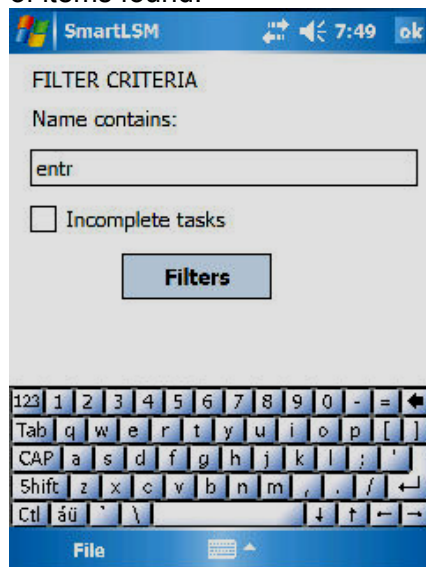 of items found.
SmartLSM 7:49 ok
FILTER CRITERIA
Name contains:
entr
Incomplete tasks
Filters
123 1 2 3 4 5 6 7 8 9 0 - =
Tab q w e r t y u i o p [ ]
CAP a s d f g h j k l ; '
Shift z x c v b n m , . /
Ctl áü ` \
File